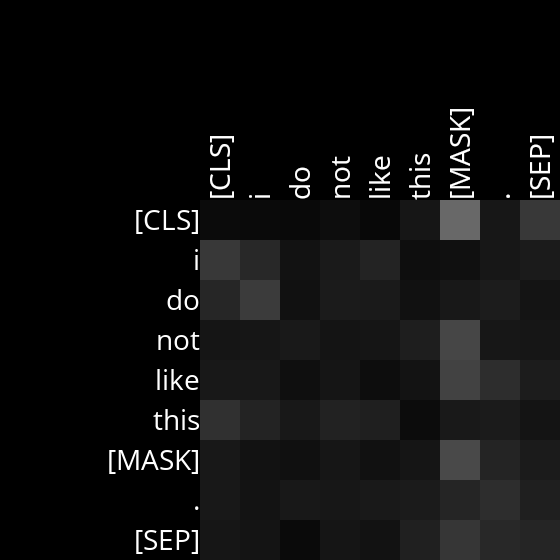 [CLS] i do not like this [MASK] . [SEP]
[CLS]
i
do
not
like
this
[MASK]
.
[SEP]